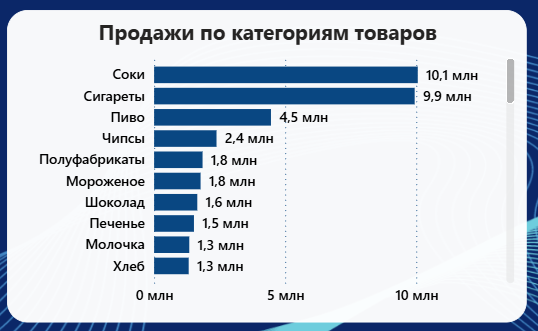 Продажи по категориям товаров
Соки 10,1 млн
Сигареты 9,9 млн
Пиво 4,5 млн
Чипсы 2,4 млн
Полуфабрикаты 1,8 млн
Мороженое 1,8 млн
Шоколад 1,6 млн
Печенье 1,5 млн
Молочка 1,3 млн
Хлеб 1,3 млн
0 млн 5 млн 10 млн